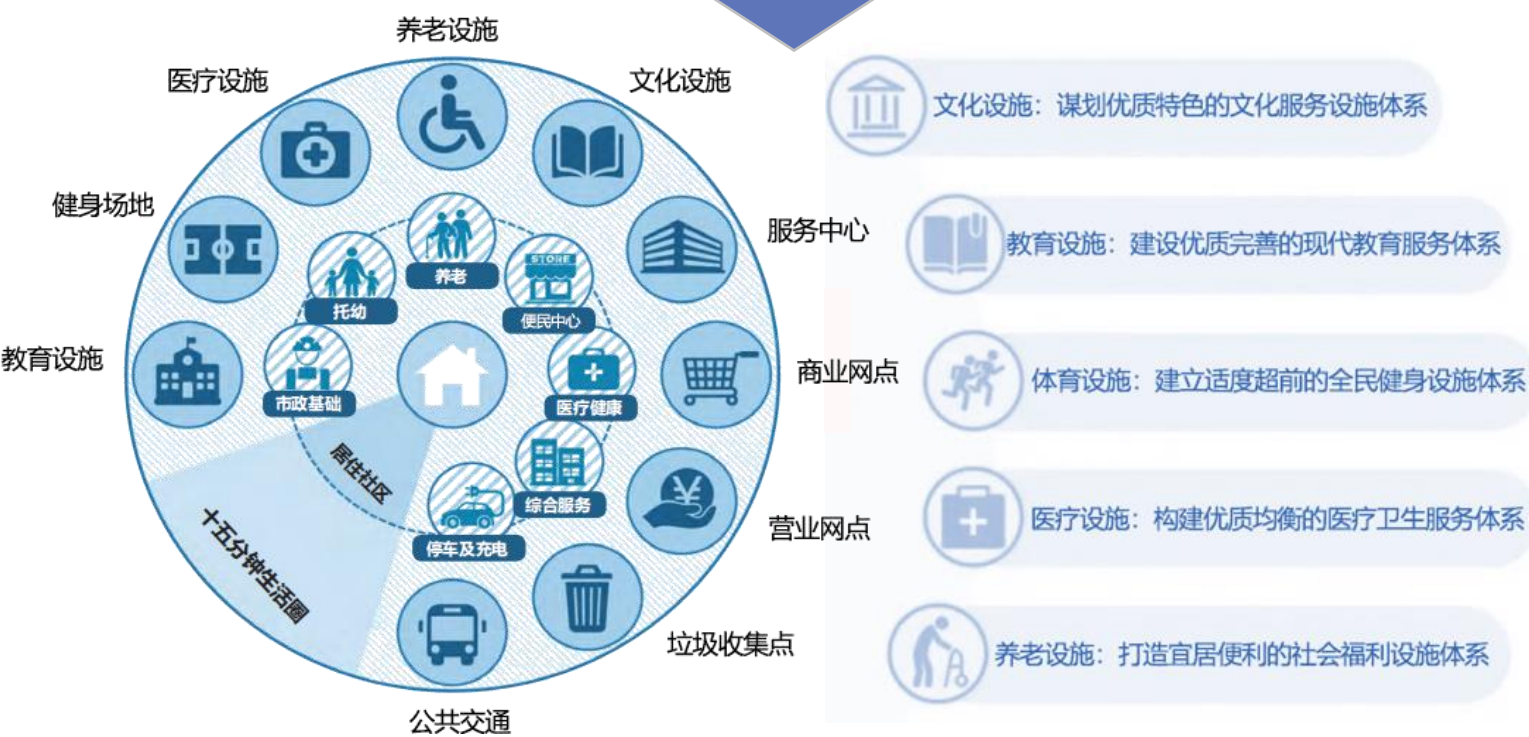 养老设施
医疗设施
文化设施
健身场地
服务中心
教育设施
商业网点
营业网点
垃圾收集点
公共交通
养老
托幼
STORE
便民中心
市政基础
医疗健康
综合服务
停车及充电
居住社区
十五分钟生活圈
¥
文化设施：谋划优质特色的文化服务设施体系
教育设施：建设优质完善的现代教育服务体系
体育设施：建立适度超前的全民健身设施体系
医疗设施：构建优质均衡的医疗卫生服务体系
养老设施：打造宜居便利的社会福利设施体系